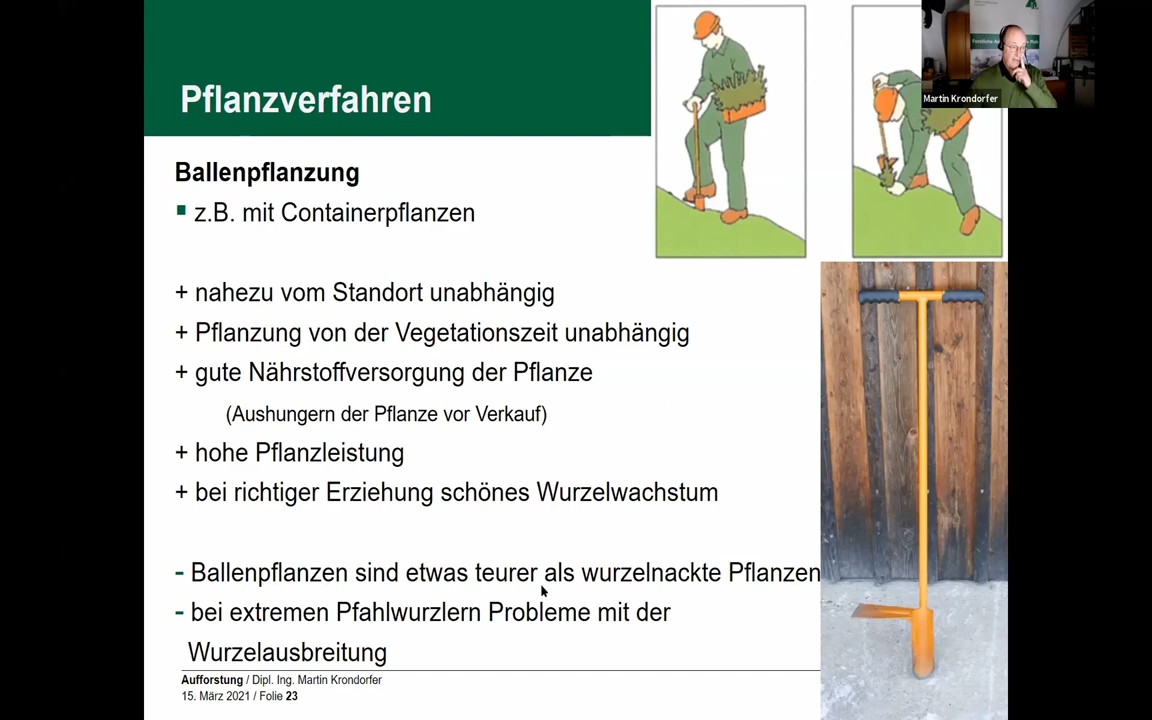 Pflanzverfahren
Martin Krondorfer
Ballenpflanzung
z.B. mit Containerpflanzen
+ nahezu vom Standort unabhängig
+ Pflanzung von der Vegetationszeit unabhängig
+ gute Nährstoffversorgung der Pflanze
(Aushungern der Pflanze vor Verkauf)
+ hohe Pflanzleistung
+ bei richtiger Erziehung schönes Wurzelwachstum
- Ballenpflanzen sind etwas teurer als wurzelnackte Pflanzen
- bei extremen Pfahlwurzlern Probleme mit der
Wurzelausbreitung
Aufforstung / Dipl. Ing. Martin Krondorfer
15. März 2021 / Folie 23